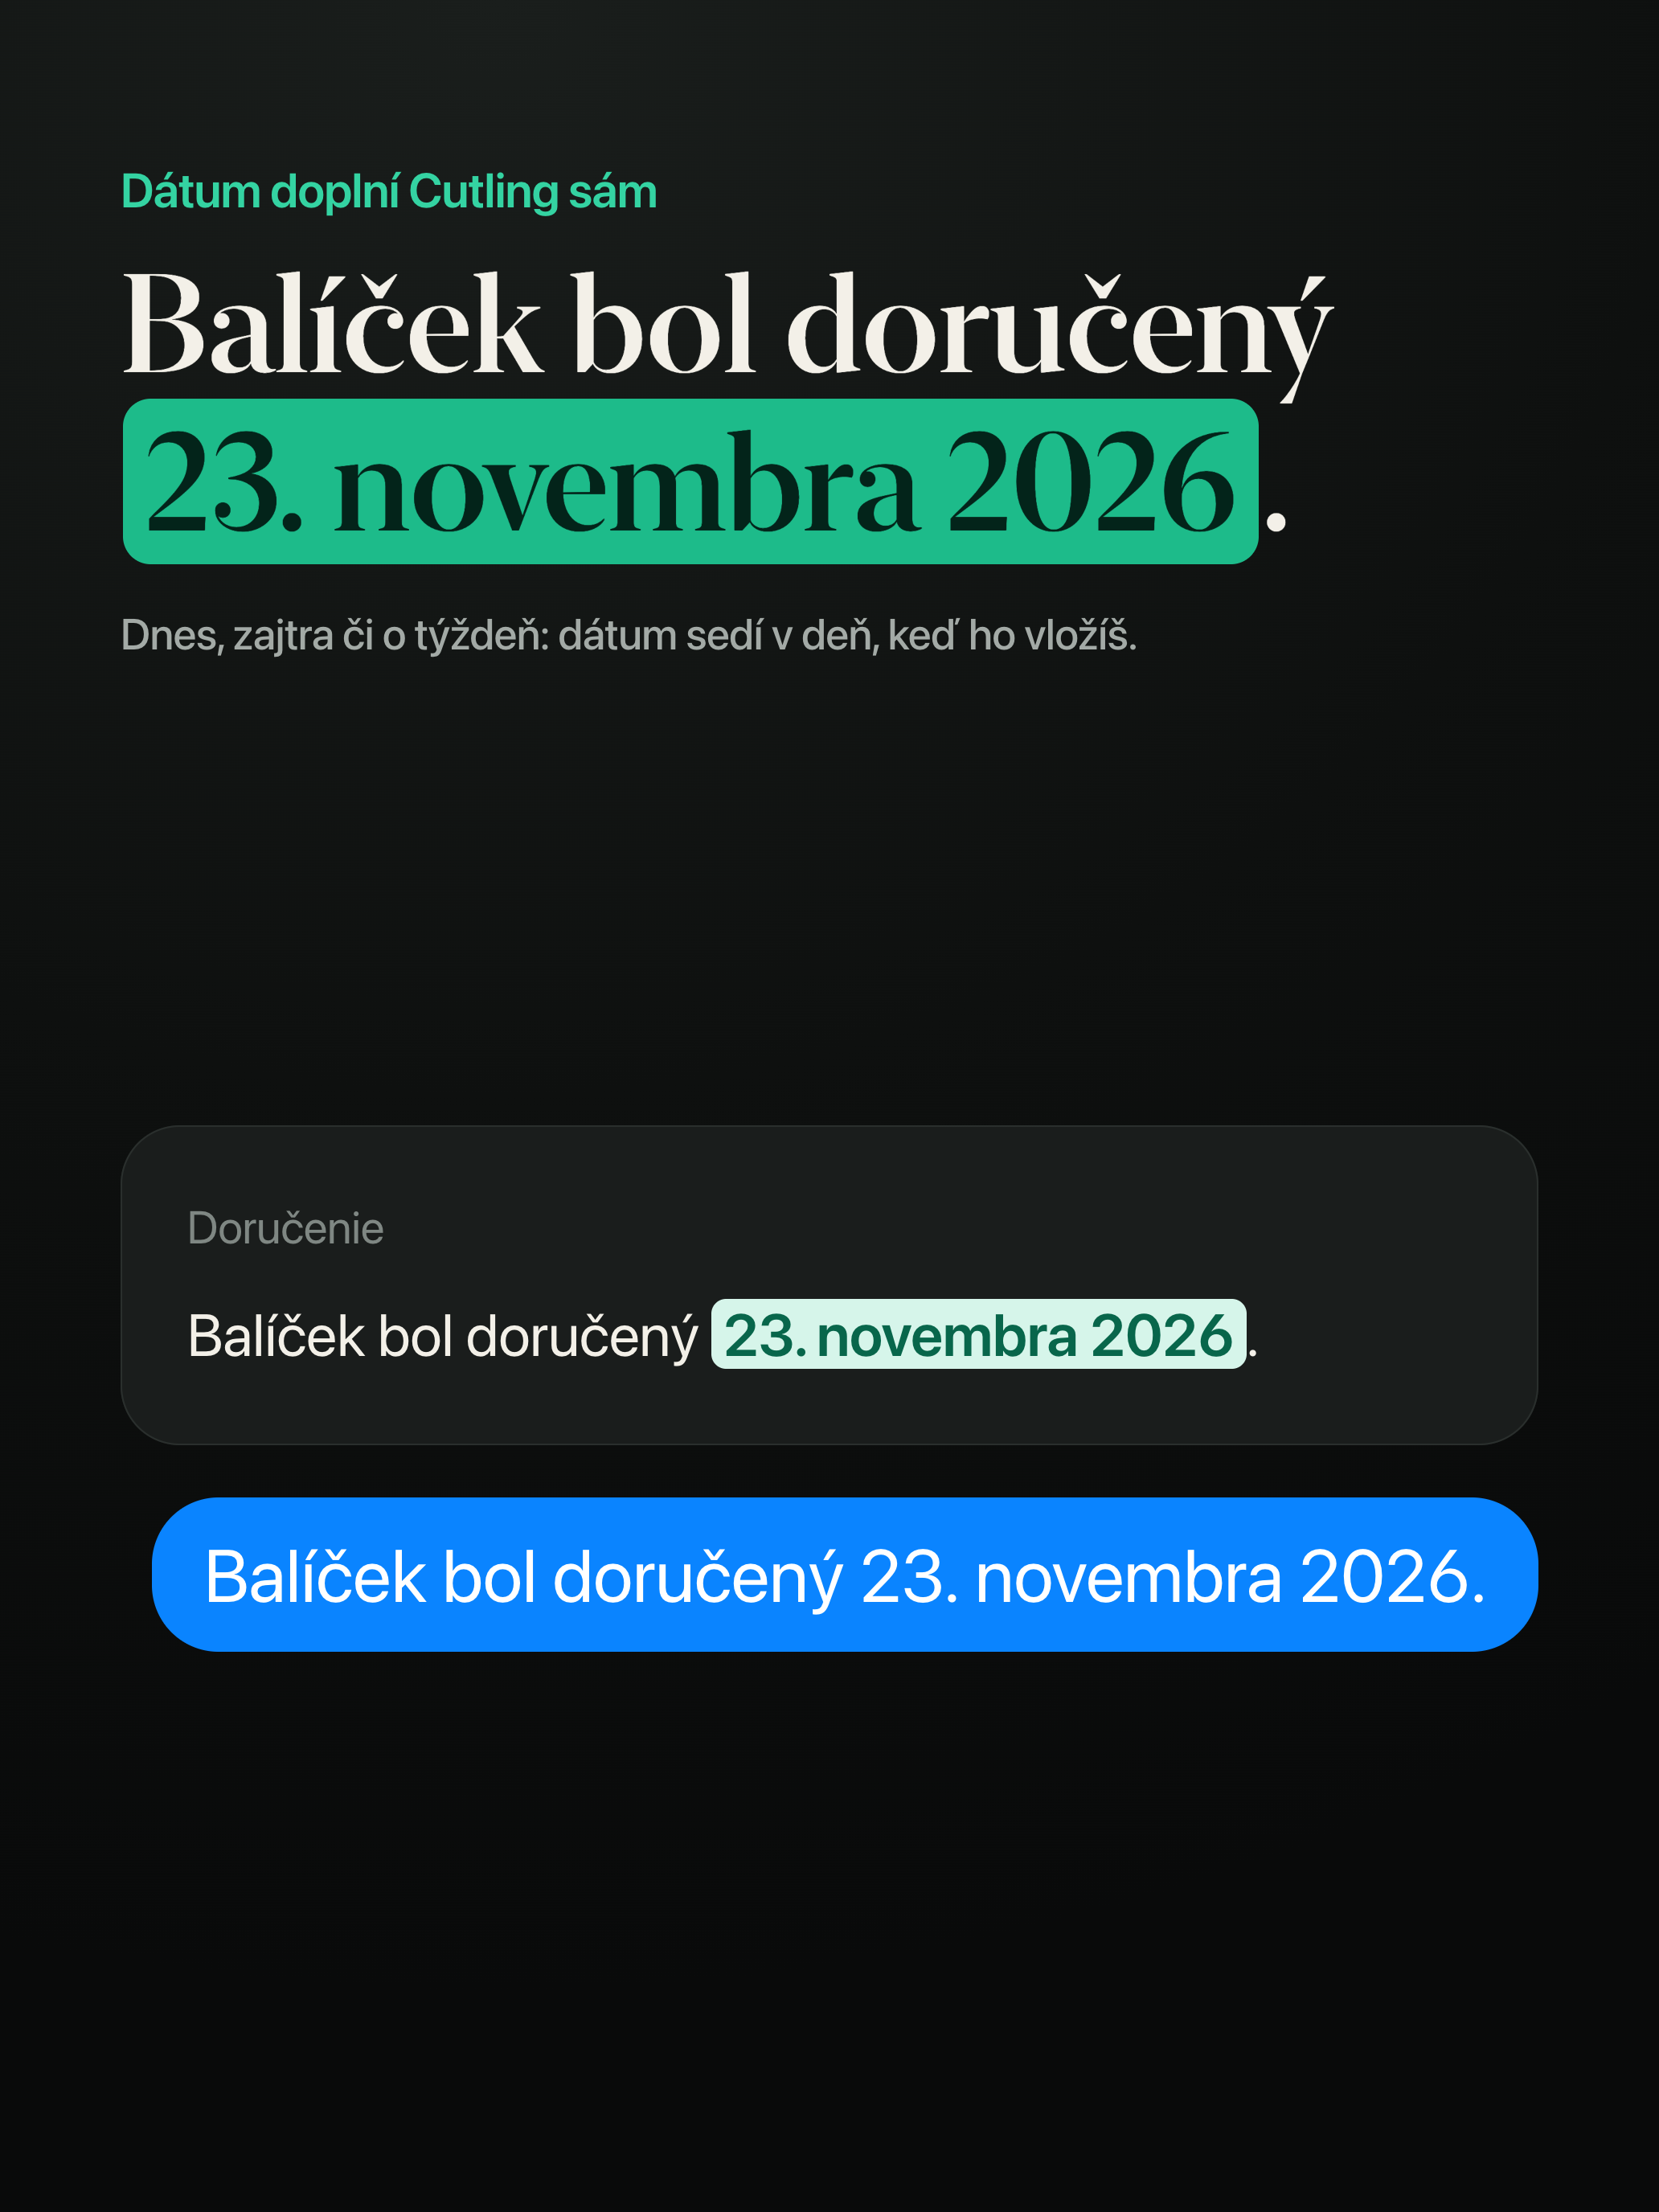 Dátum doplní Cutling sám
Balíček bol doručený
23. novembra 2026.
Dnes, zajtra či o týždeň: dátum sedí v deň, keď ho vložíš.
Doručenie
Balíček bol doručený 23. novembra 2026.
Balíček bol doručený 23. novembra 2026.